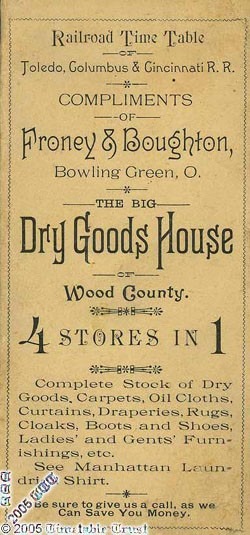 Railroad Time Table
OF
Toledo, Columbus & Cincinnati R. R.
COMPLIMENTS
OF
Froney & Boughton,
Bowling Green, O.
THE BIG
Dry Goods House
OF
Wood County.
4 STORES IN 1
Complete Stock of Dry
Goods, Carpets, Oil Cloths,
Curtains, Draperies, Rugs,
Cloaks, Boots and Shoes,
Ladies' and Gents' Furn-
ishings, etc.
See Manhattan Laun-
dried Shirt.
Be sure to give us a call, as we
Can Save You Money.
2005
©2005 Timetable Trust